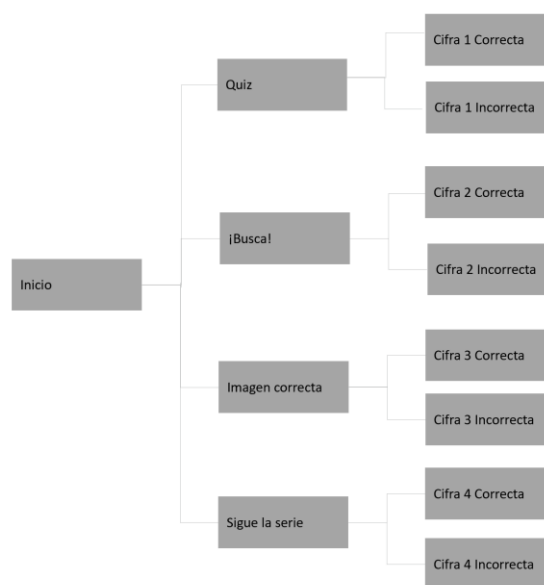 Inicio
Quiz
Cifra 1 Correcta
Cifra 1 Incorrecta
¡Busca!
Cifra 2 Correcta
Cifra 2 Incorrecta
Imagen correcta
Cifra 3 Correcta
Cifra 3 Incorrecta
Sigue la serie
Cifra 4 Correcta
Cifra 4 Incorrecta